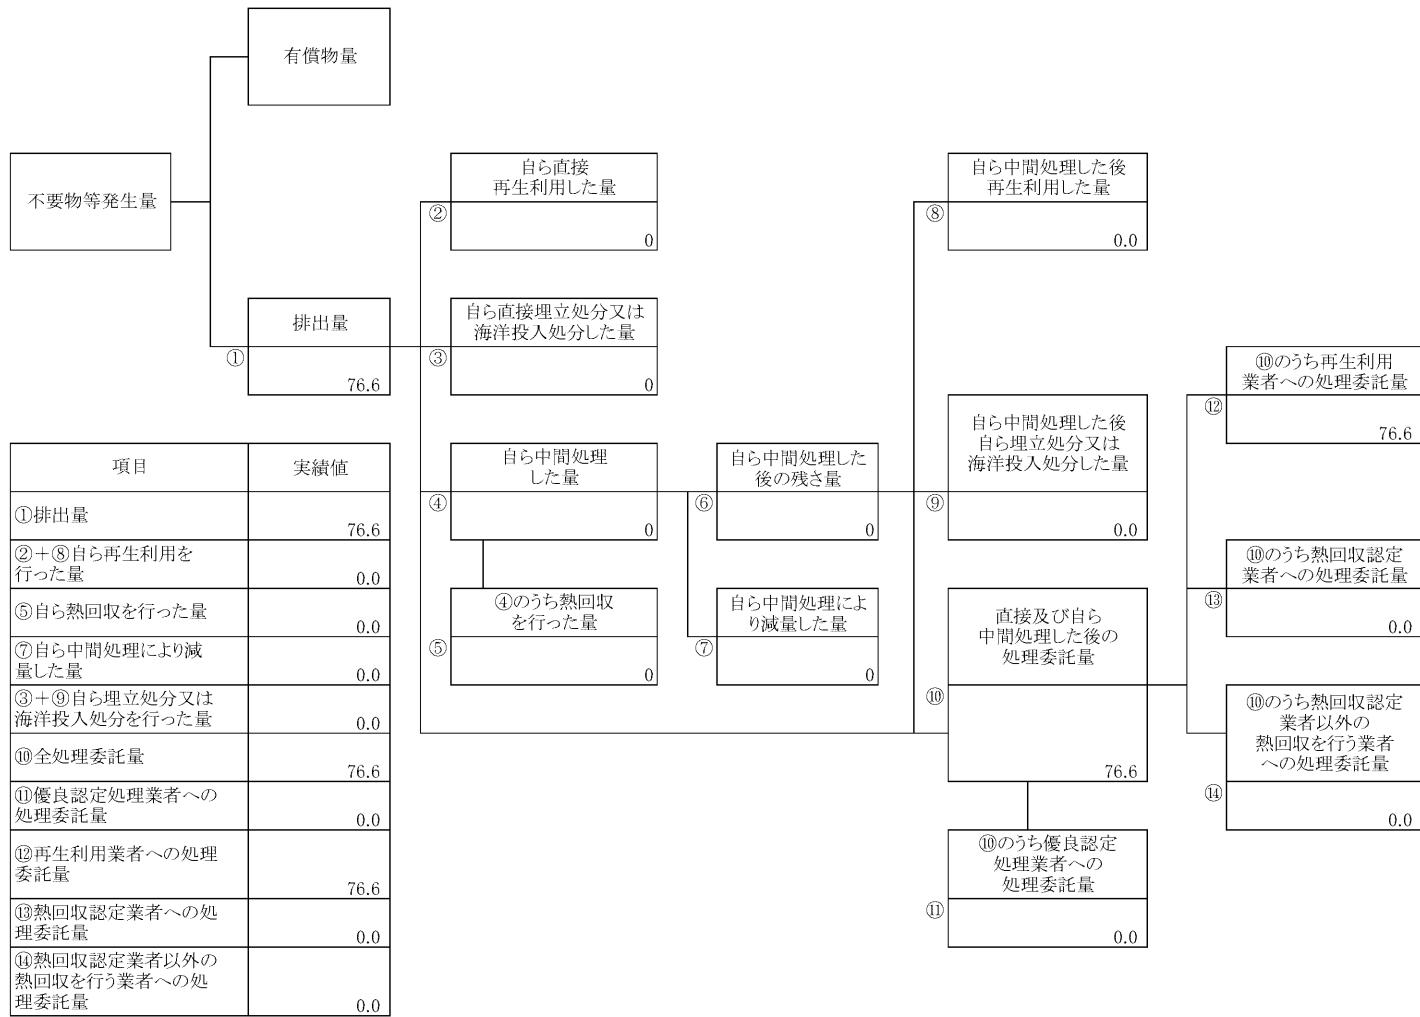 有償物量
不要物等発生量
排出量
①
76.6
自ら直接
再生利用した量
②
0
自ら直接埋立処分又は
海洋投入処分した量
③
0
自ら中間処理
した量
④
0
④のうち熱回収
を行った量
⑤
0
自ら中間処理した
後の残さ量
⑥
0
自ら中間処理によ
り減量した量
⑦
0
自ら中間処理した後
再生利用した量
⑧
0.0
自ら中間処理した後
自ら埋立処分又は
海洋投入処分した量
⑨
0.0
直接及び自ら
中間処理した後の
処理委託量
⑩
76.6
⑩のうち優良認定
処理業者への
処理委託量
⑪
0.0
⑩のうち再生利用
業者への処理委託量
⑫
76.6
⑩のうち熱回収認定
業者への処理委託量
⑬
0.0
⑩のうち熱回収認定
業者以外の
熱回収を行う業者
への処理委託量
⑭
0.0
項目 実績値
①排出量
76.6
②+⑧自ら再生利用を
行った量
0.0
⑤自ら熱回収を行った量
0.0
⑦自ら中間処理により減
量した量
0.0
③+⑨自ら埋立処分又は
海洋投入処分を行った量
0.0
⑩全処理委託量
76.6
⑪優良認定処理業者への
処理委託量
0.0
⑫再生利用業者への処理
委託量
76.6
⑬熱回収認定業者への処
理委託量
0.0
⑭熱回収認定業者以外の
熱回収を行う業者への処
理委託量
0.0